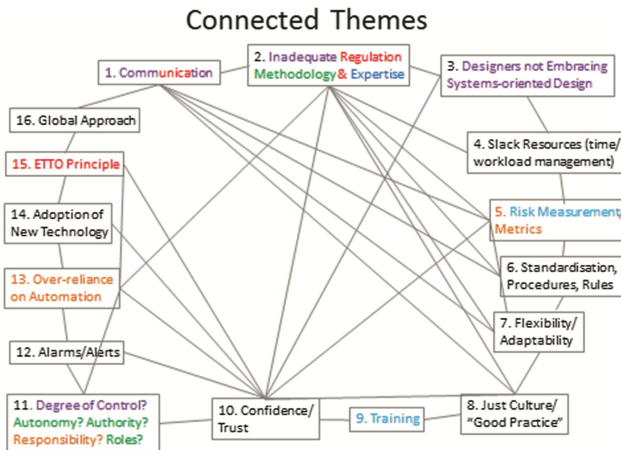 Connected Themes
1. Communication
2. Inadequate Regulation
Methodology & Expertise
3. Designers not Embracing
Systems-oriented Design
4. Slack Resources (time/
workload management)
5. Risk Measurement/
Metrics
6. Standardisation,
Procedures, Rules
7. Flexibility/
Adaptability
8. Just Culture/
“Good Practice”
9. Training
10. Confidence/
Trust
11. Degree of Control?
Autonomy? Authority?
Responsibility? Roles?
12. Alarms/Alerts
13. Over-reliance
on Automation
14. Adoption of
New Technology
15. ETTO Principle
16. Global Approach